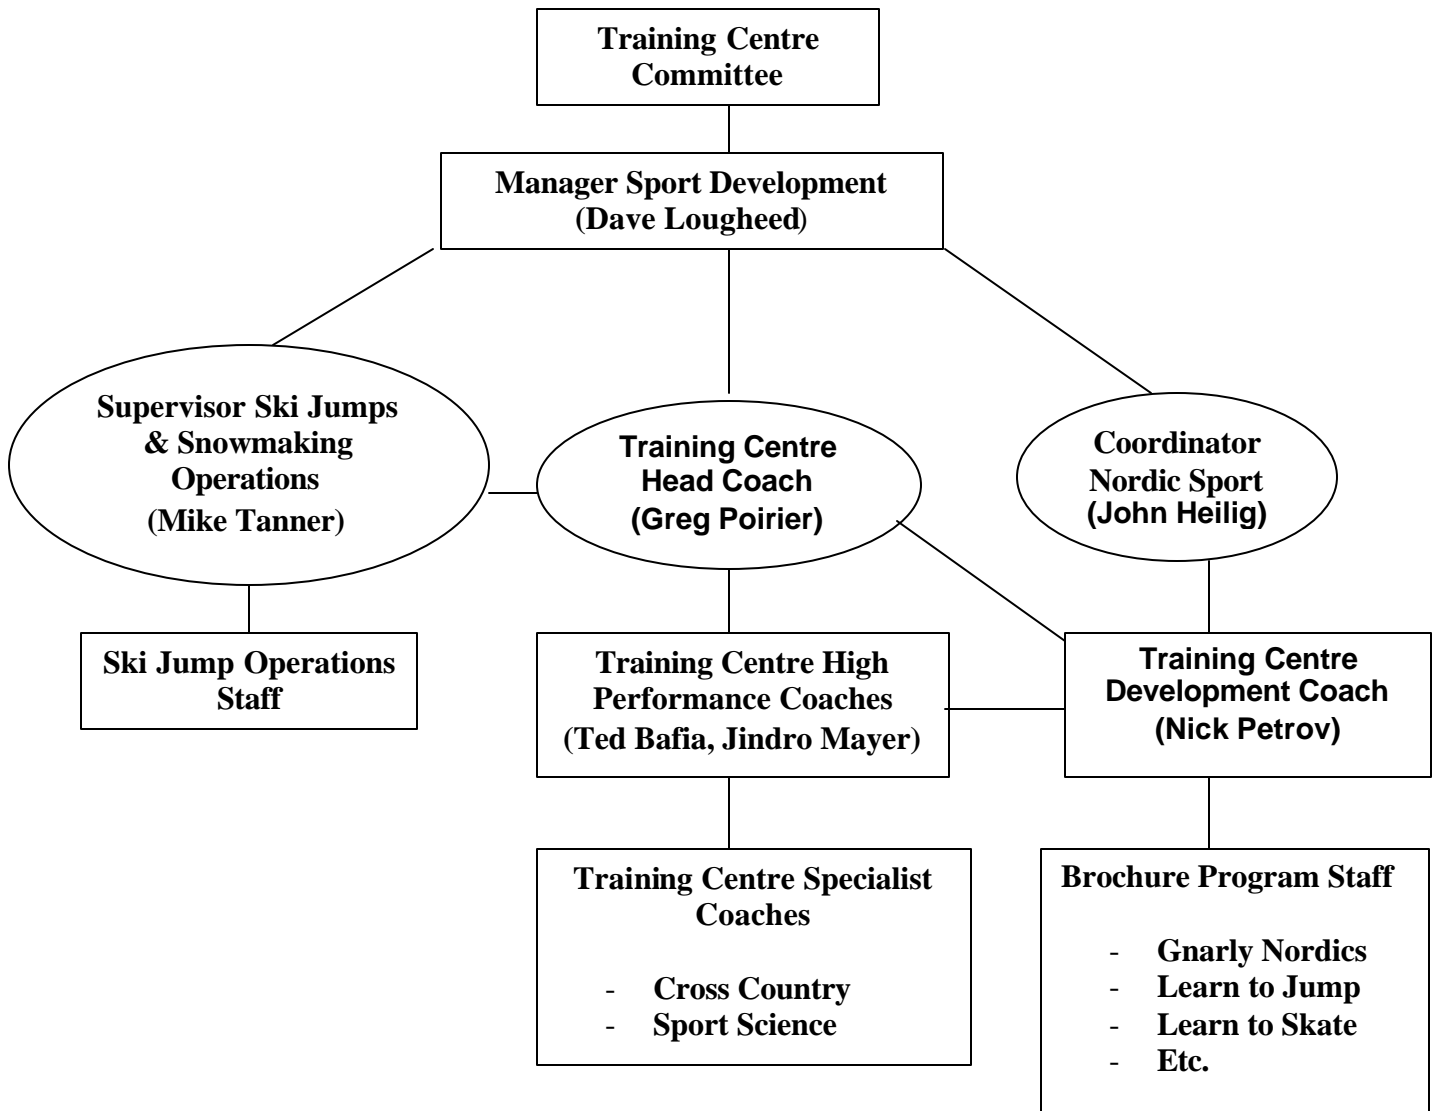 Training Centre
Committee
Manager Sport Development
(Dave Lougheed)
Supervisor Ski Jumps
& Snowmaking
Operations
(Mike Tanner)
Training Centre
Head Coach
(Greg Poirier)
Coordinator
Nordic Sport
(John Heilig)
Ski Jump Operations
Staff
Training Centre High
Performance Coaches
(Ted Bafia, Jindro Mayer)
Training Centre
Development Coach
(Nick Petrov)
Training Centre Specialist
Coaches
- Cross Country
- Sport Science
Brochure Program Staff
- Gnarly Nordics
- Learn to Jump
- Learn to Skate
- Etc.